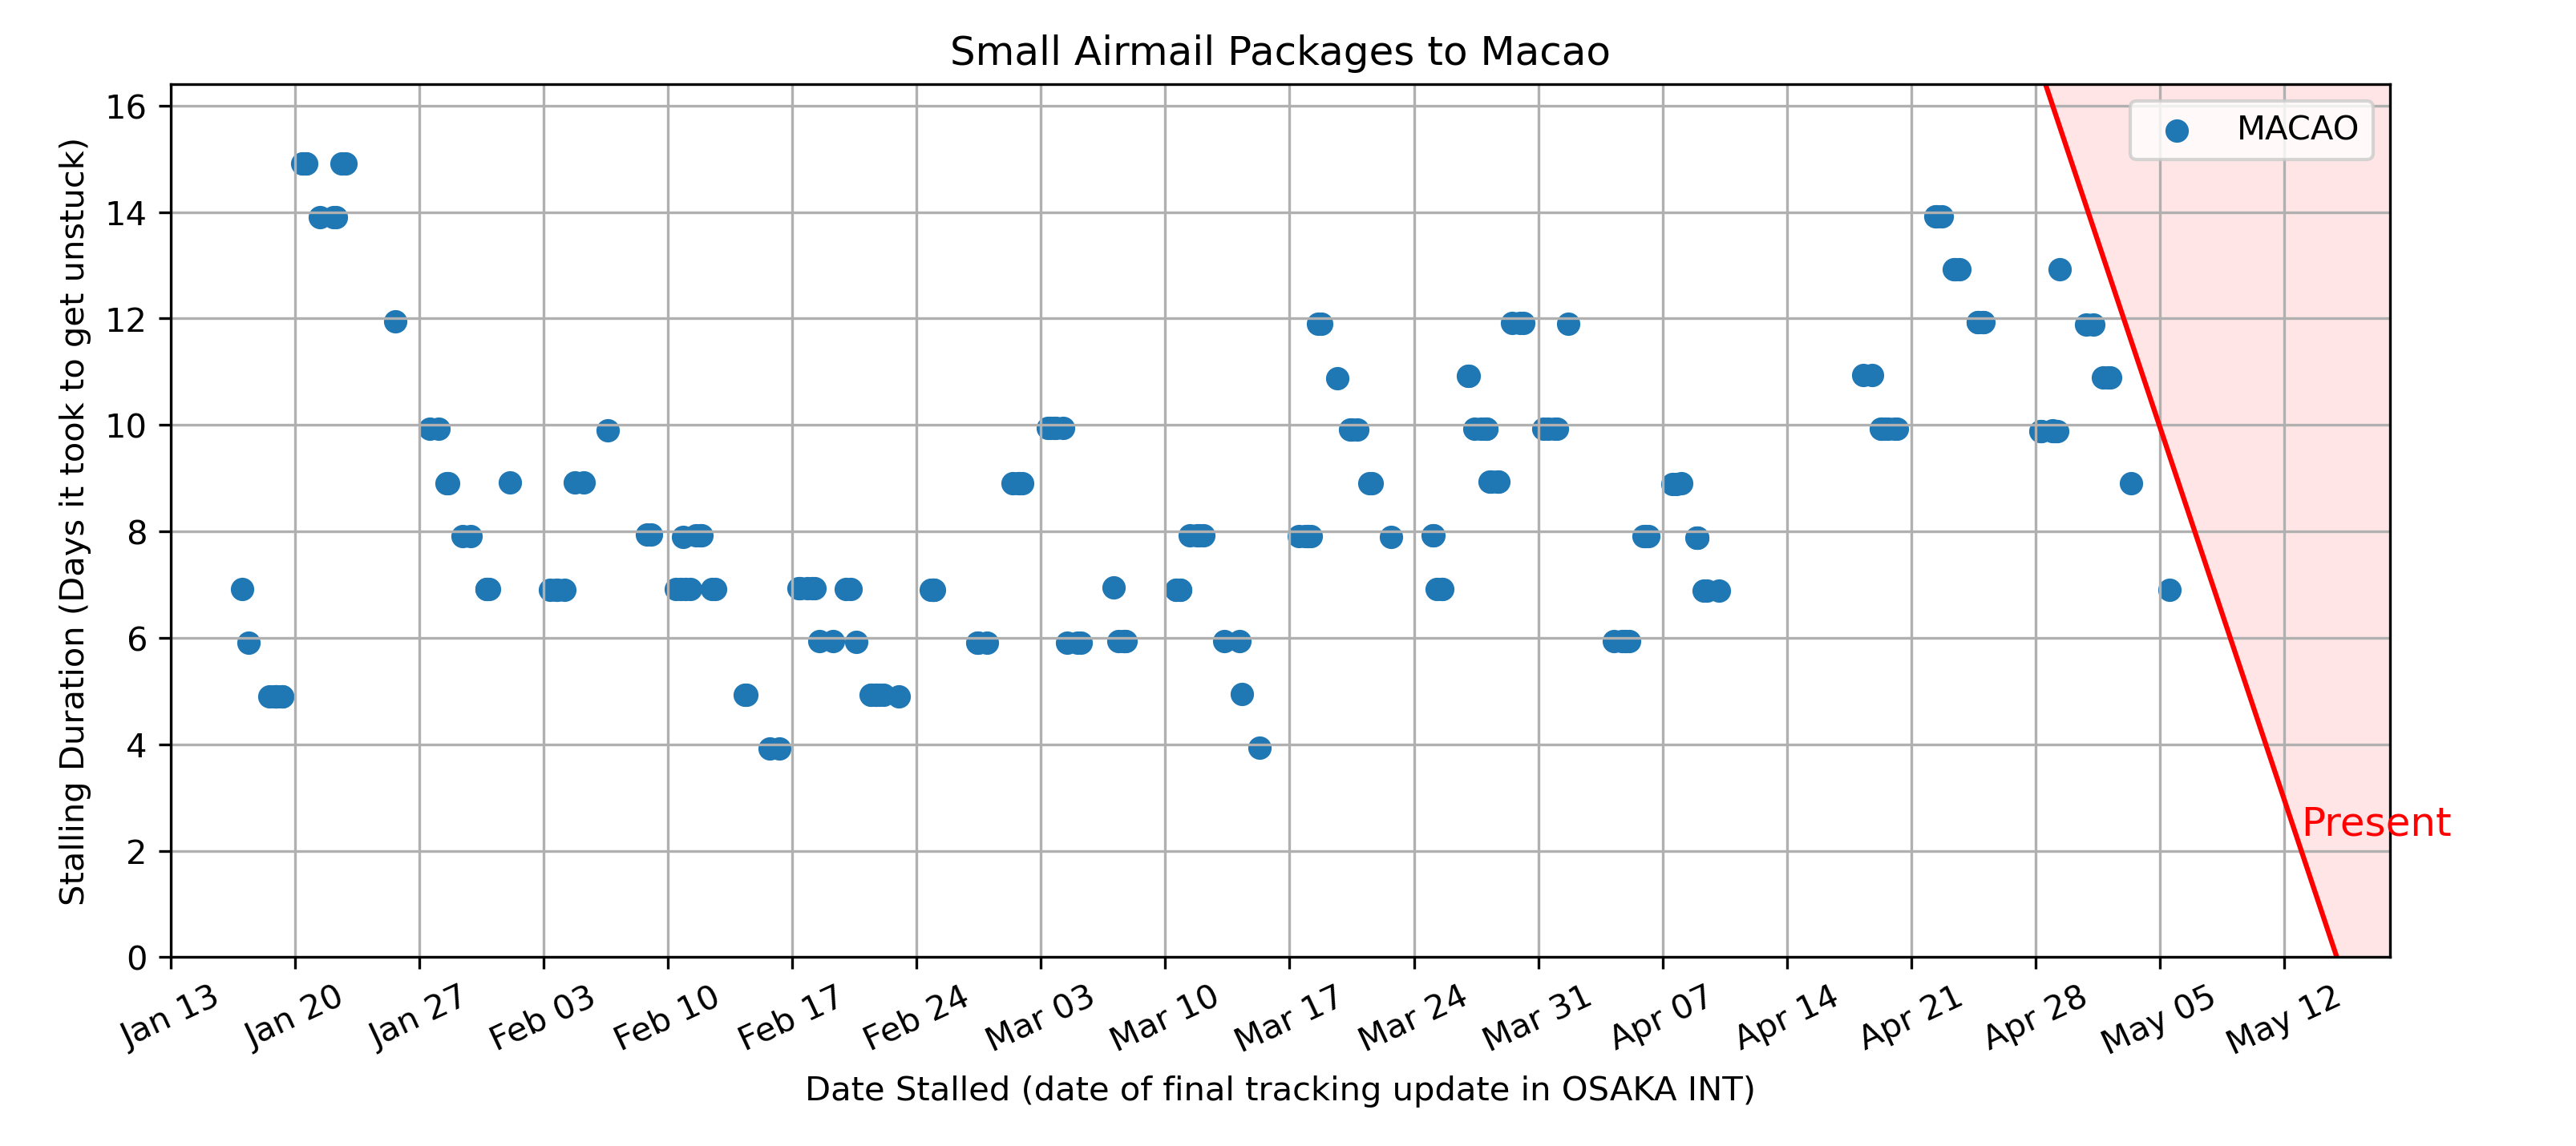 Small Airmail Packages to Macao
MACAO
Stalling Duration (Days it took to get unstuck)
16
14
12
10
8
6
4
2
0
Present
Jan 13
Jan 20
Jan 27
Feb 03
Feb 10
Feb 17
Feb 24
Mar 03
Mar 10
Mar 17
Mar 24
Mar 31
Apr 07
Apr 14
Apr 21
Apr 28
May 05
May 12
Date Stalled (date of final tracking update in OSAKA INT)